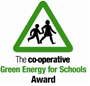 The co-operative
Green Energy for Schools
Award